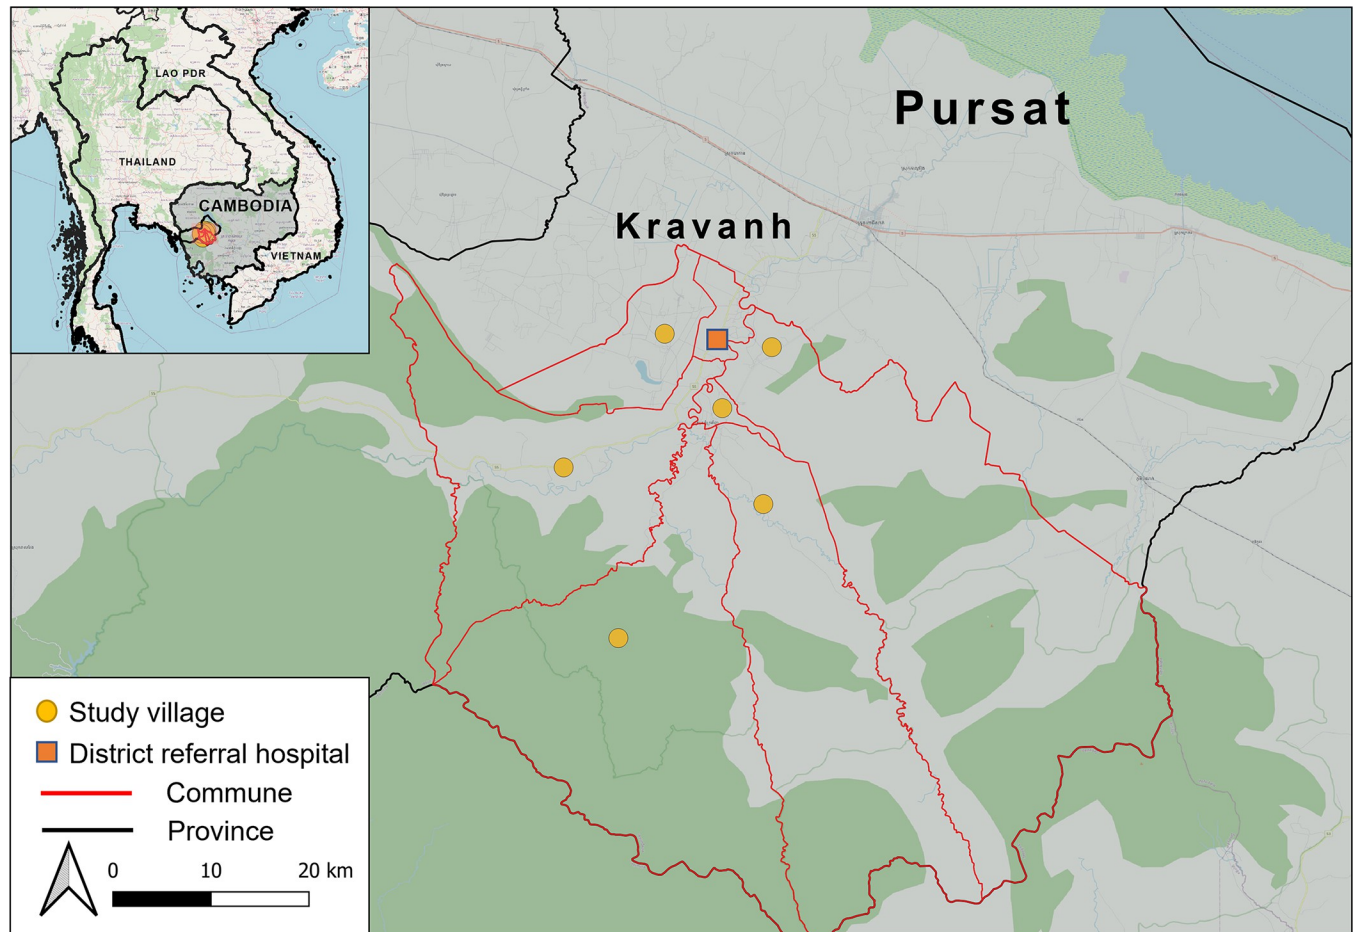 LAO PDR
THAILAND
CAMBODIA
VIETNAM
Pursat
Kravanh
Study village
District referral hospital
Commune
Province
0 10 20 km